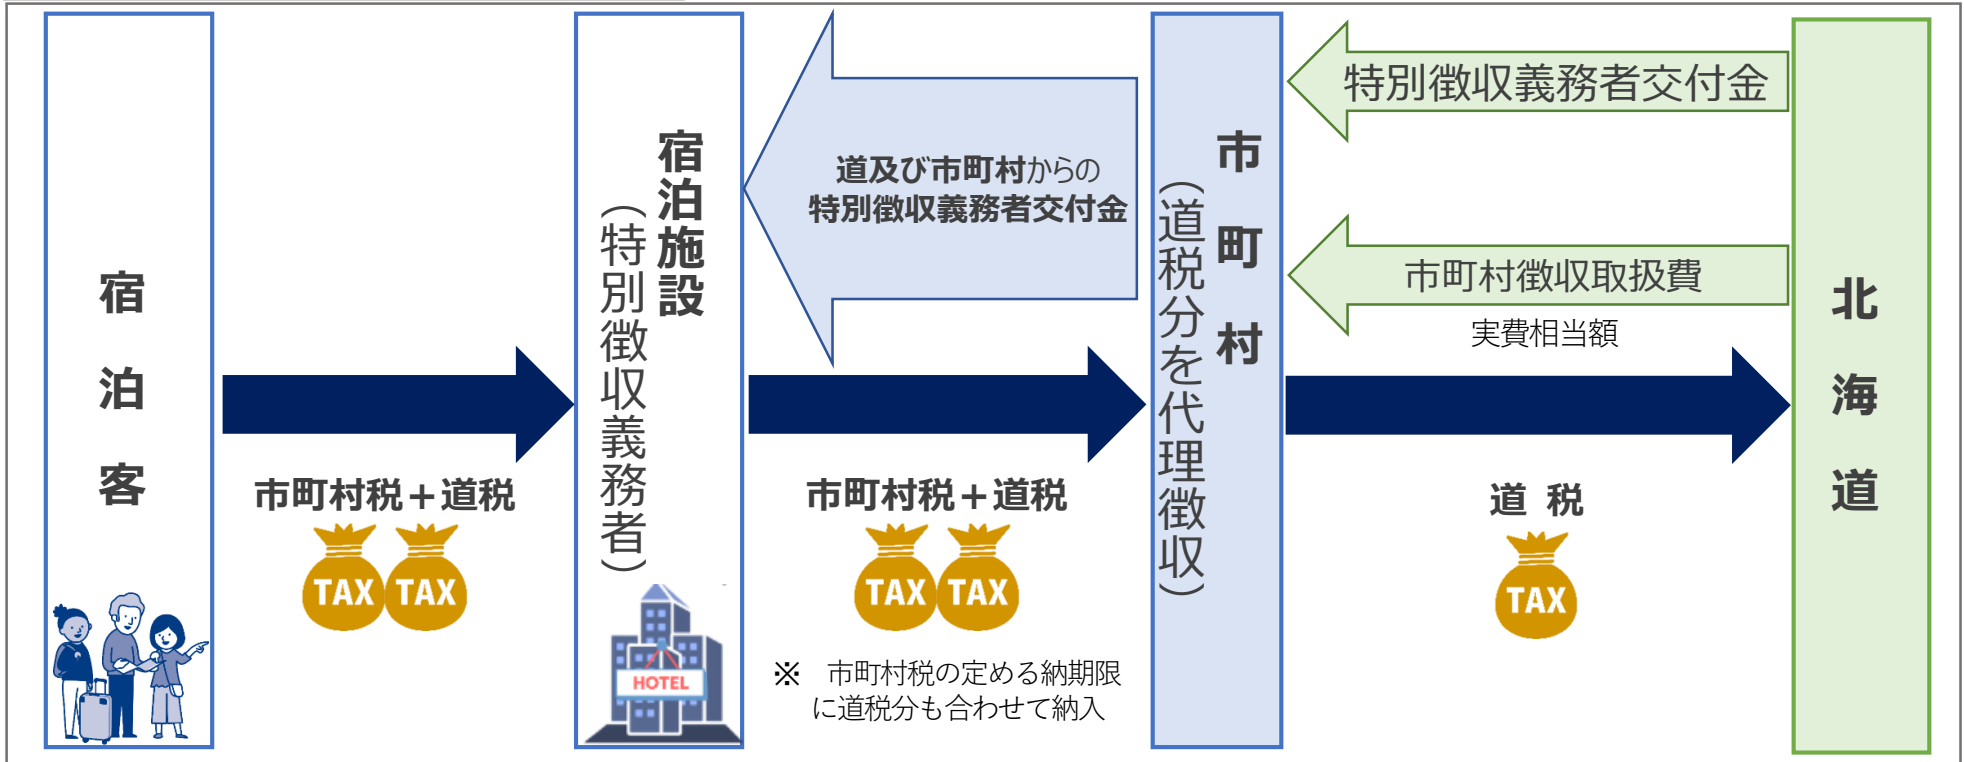 宿泊客
市町村税＋道税
TAX TAX
宿泊施設
（特別徴収義務者）
HOTEL
道及び市町村からの
特別徴収義務者交付金
市町村税＋道税
TAX TAX
※　市町村税の定める納期限
に道税分も合わせて納入
市町村
（道税分を代理徴収）
特別徴収義務者交付金
市町村徴収取扱費
実費相当額
道 税
TAX
北海道